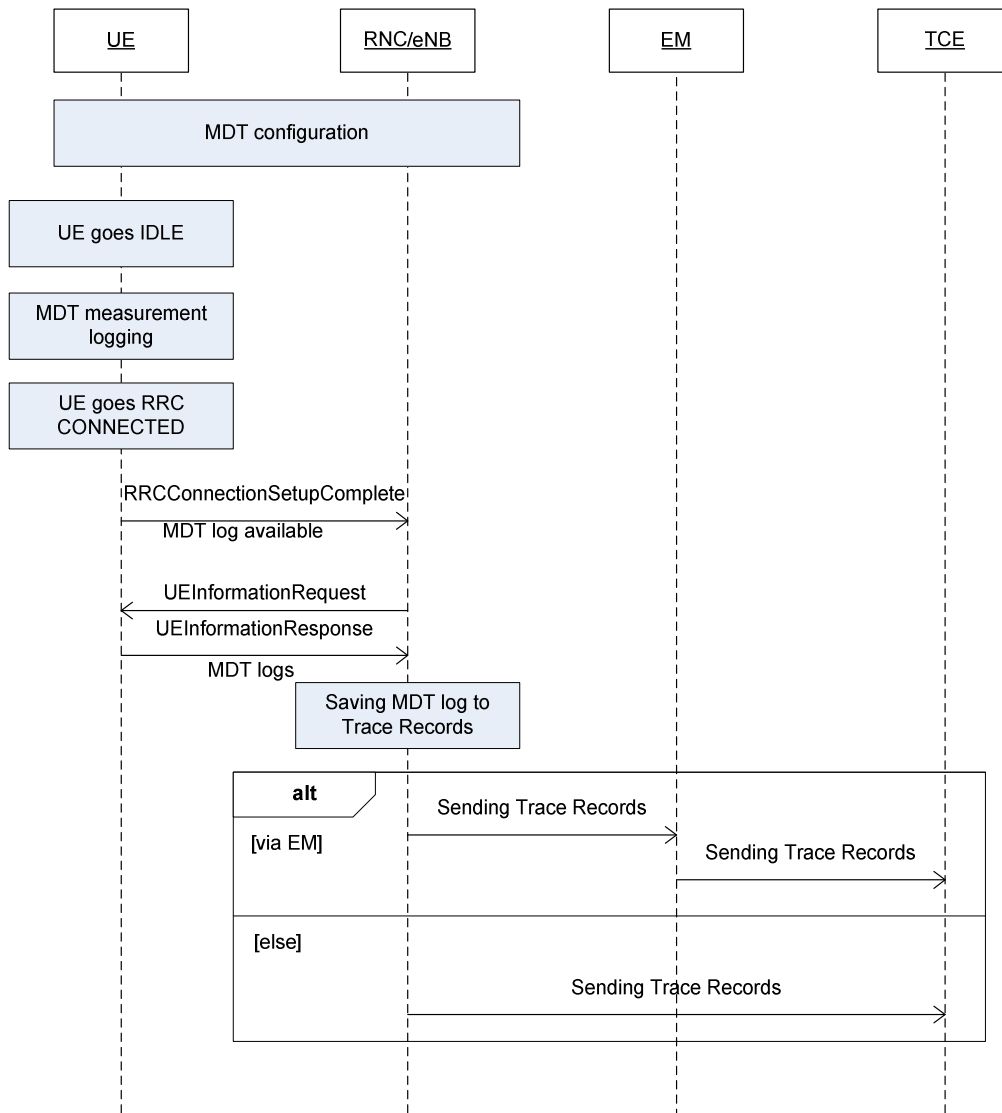 UE
RNC/eNB
EM
TCE
MDT configuration
UE goes IDLE
MDT measurement
logging
UE goes RRC
CONNECTED
RRCConnectionSetupComplete
MDT log available
UEInformationRequest
UEInformationResponse
MDT logs
Saving MDT log to
Trace Records
alt
Sending Trace Records
[via EM]
Sending Trace Records
[else]
Sending Trace Records